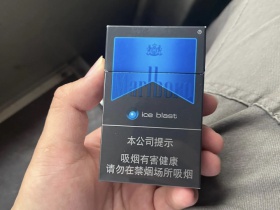 Marlboro
ice blast
本公司提示
吸烟有害健康
请勿在禁烟场所吸烟